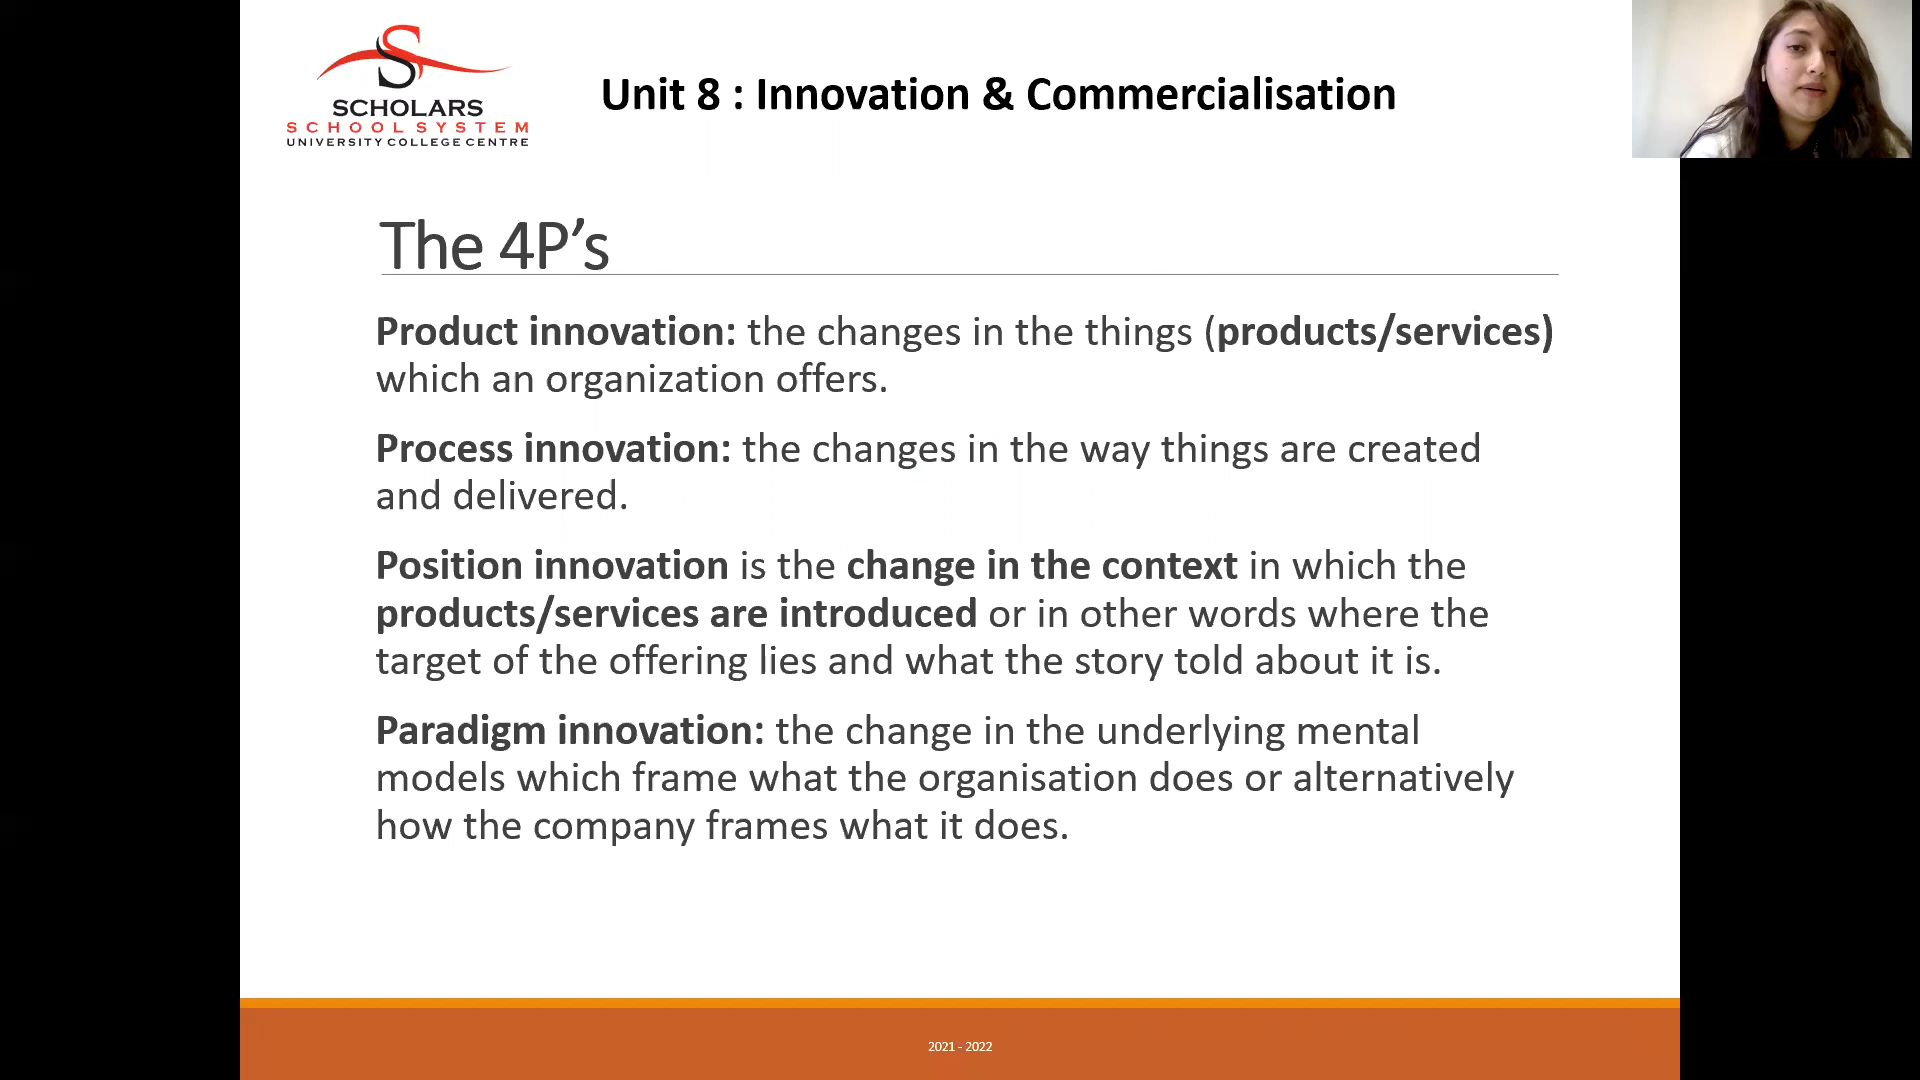 S
SCHOLARS
SCHOOL SYSTEM
UNIVERSITY COLLEGE CENTRE
Unit 8 : Innovation & Commercialisation
The 4P’s
Product innovation: the changes in the things (products/services)
which an organization offers.
Process innovation: the changes in the way things are created
and delivered.
Position innovation is the change in the context in which the
products/services are introduced or in other words where the
target of the offering lies and what the story told about it is.
Paradigm innovation: the change in the underlying mental
models which frame what the organisation does or alternatively
how the company frames what it does.
2021 - 2022